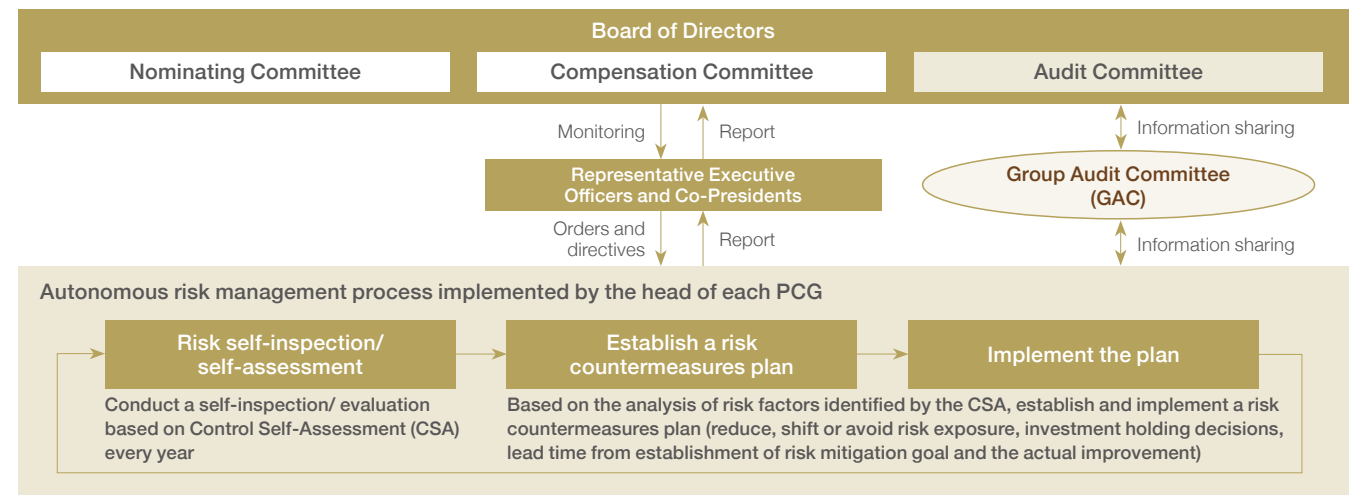 Board of Directors
Nominating Committee
Compensation Committee
Audit Committee
Monitoring
Report
Information sharing
Representative Executive
Officers and Co-Presidents
Group Audit Committee
(GAC)
Orders and
directives
Report
Information sharing
Autonomous risk management process implemented by the head of each PCG
Risk self-inspection/
self-assessment
Establish a risk
countermeasures plan
Implement the plan
Conduct a self-inspection/ evaluation
based on Control Self-Assessment (CSA)
every year
Based on the analysis of risk factors identified by the CSA, establish and implement a risk
countermeasures plan (reduce, shift or avoid risk exposure, investment holding decisions,
lead time from establishment of risk mitigation goal and the actual improvement)